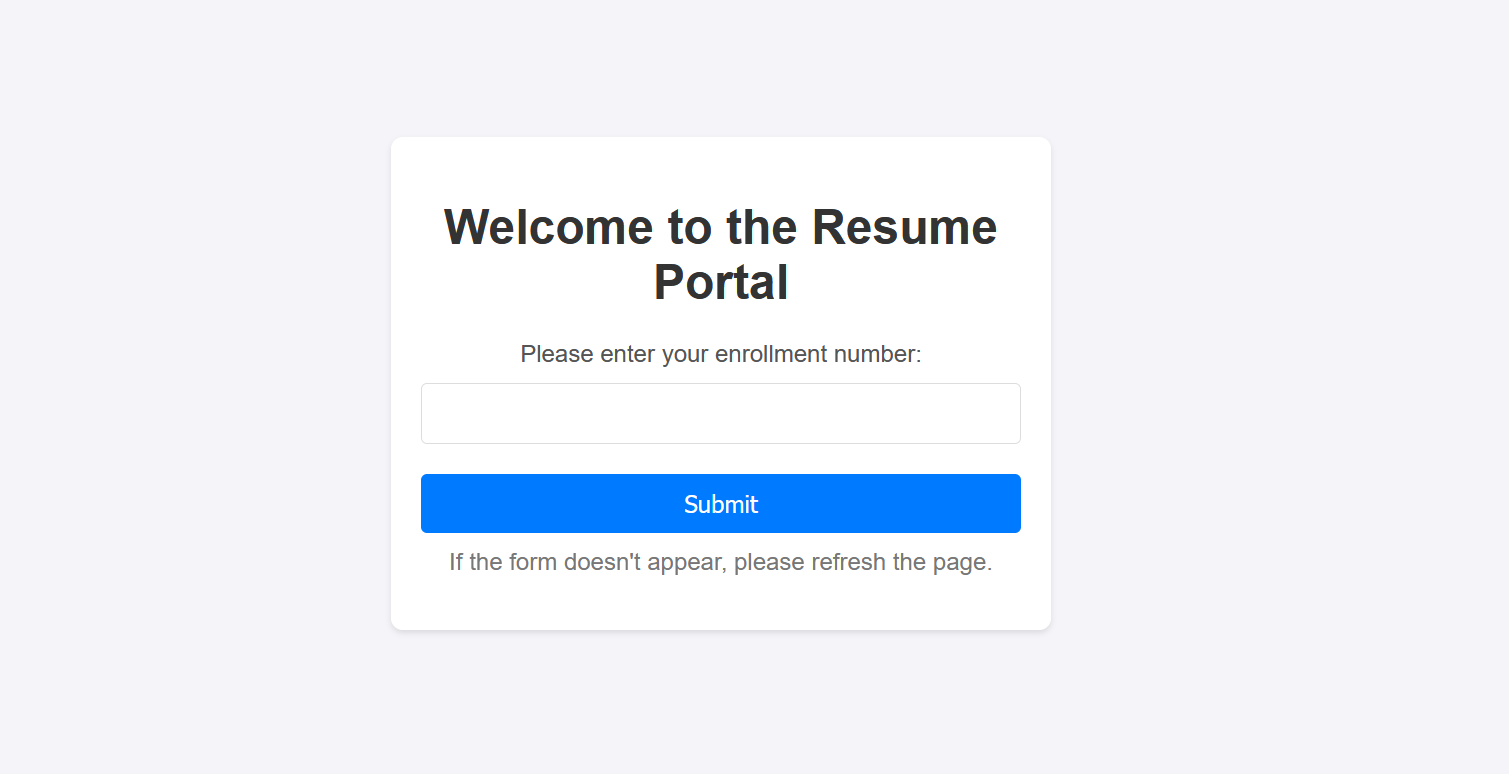 Welcome to the Resume
Portal
Please enter your enrollment number:
Submit
If the form doesn't appear, please refresh the page.